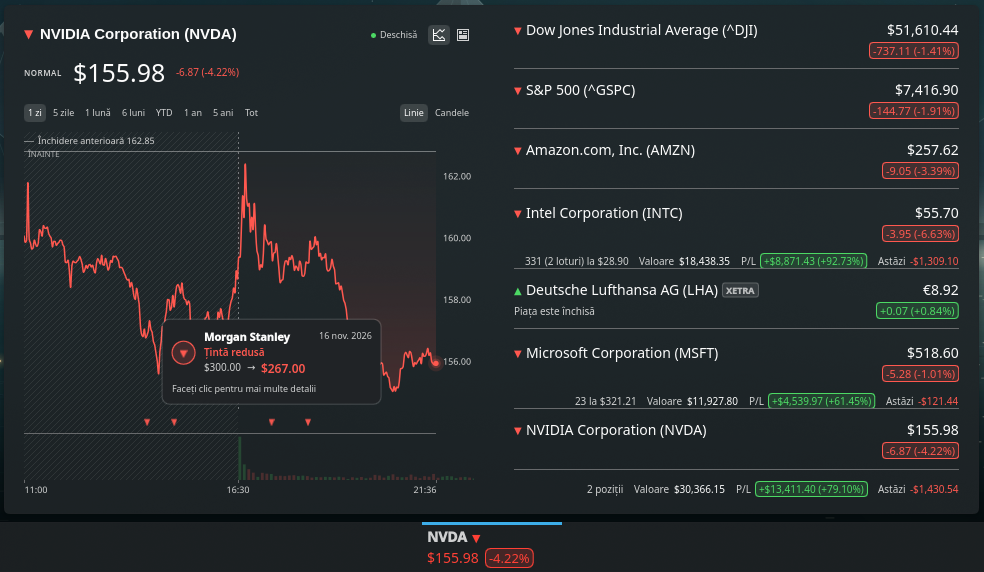 NVIDIA Corporation (NVDA)
Deschisă
NORMAL $155.98 -6.87 (-4.22%)
1 zi 5 zile 1 lună 6 luni YTD 1 an 5 ani Tot
Linie Candele
Închidere anterioară 162.85
ÎNAINTE
162.00
160.00
158.00
156.00
Morgan Stanley 16 nov. 2026
Țintă redusă
$300.00 → $267.00
Faceți clic pentru mai multe detalii
11:00 16:30 21:36
Dow Jones Industrial Average (^DJI) $51,610.44
-737.11 (-1.41%)
S&P 500 (^GSPC) $7,416.90
-144.77 (-1.91%)
Amazon.com, Inc. (AMZN) $257.62
-9.05 (-3.39%)
Intel Corporation (INTC) $55.70
-3.95 (-6.63%)
331 (2 loturi) la $28.90 Valoare $18,438.35 P/L +$8,871.43 (+92.73%) Astăzi -$1,309.10
Deutsche Lufthansa AG (LHA) XETRA €8.92
Piața este închisă +0.07 (+0.84%)
Microsoft Corporation (MSFT) $518.60
-5.28 (-1.01%)
23 la $321.21 Valoare $11,927.80 P/L +$4,539.97 (+61.45%) Astăzi -$121.44
NVIDIA Corporation (NVDA) $155.98
-6.87 (-4.22%)
2 poziții Valoare $30,366.15 P/L +$13,411.40 (+79.10%) Astăzi -$1,430.54
NVDA
$155.98 -4.22%